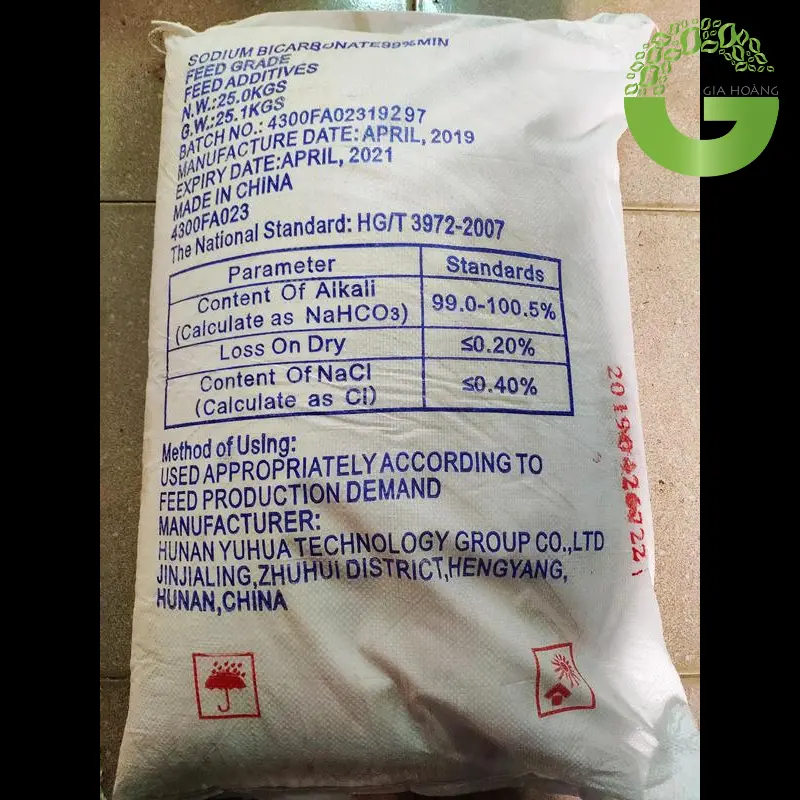 SODIUM BICARBONATE99%MIN
FEED GRADE
FEED ADDITIVES
N.W.:25.0KGS
G.W.:25.1KGS
BATCH NO.: 4300FA02319297
MANUFACTURE DATE: APRIL, 2019
EXPIRY DATE:APRIL, 2021
MADE IN CHINA
4300FA023
The National Standard: HG/T 3972-2007
Parameter Standards
Content Of Alkali
(Calculate as NaHCO3) 99.0-100.5%
Loss On Dry ≤0.20%
Content Of NaCl
(Calculate as Cl) ≤0.40%
Method of Using:
USED APPROPRIATELY ACCORDING TO
FEED PRODUCTION DEMAND
MANUFACTURER:
HUNAN YUHUA TECHNOLOGY GROUP CO.,LTD
JINJIALING,ZHUHUI DISTRICT,HENGYANG,
HUNAN,CHINA
GIA HOÀNG